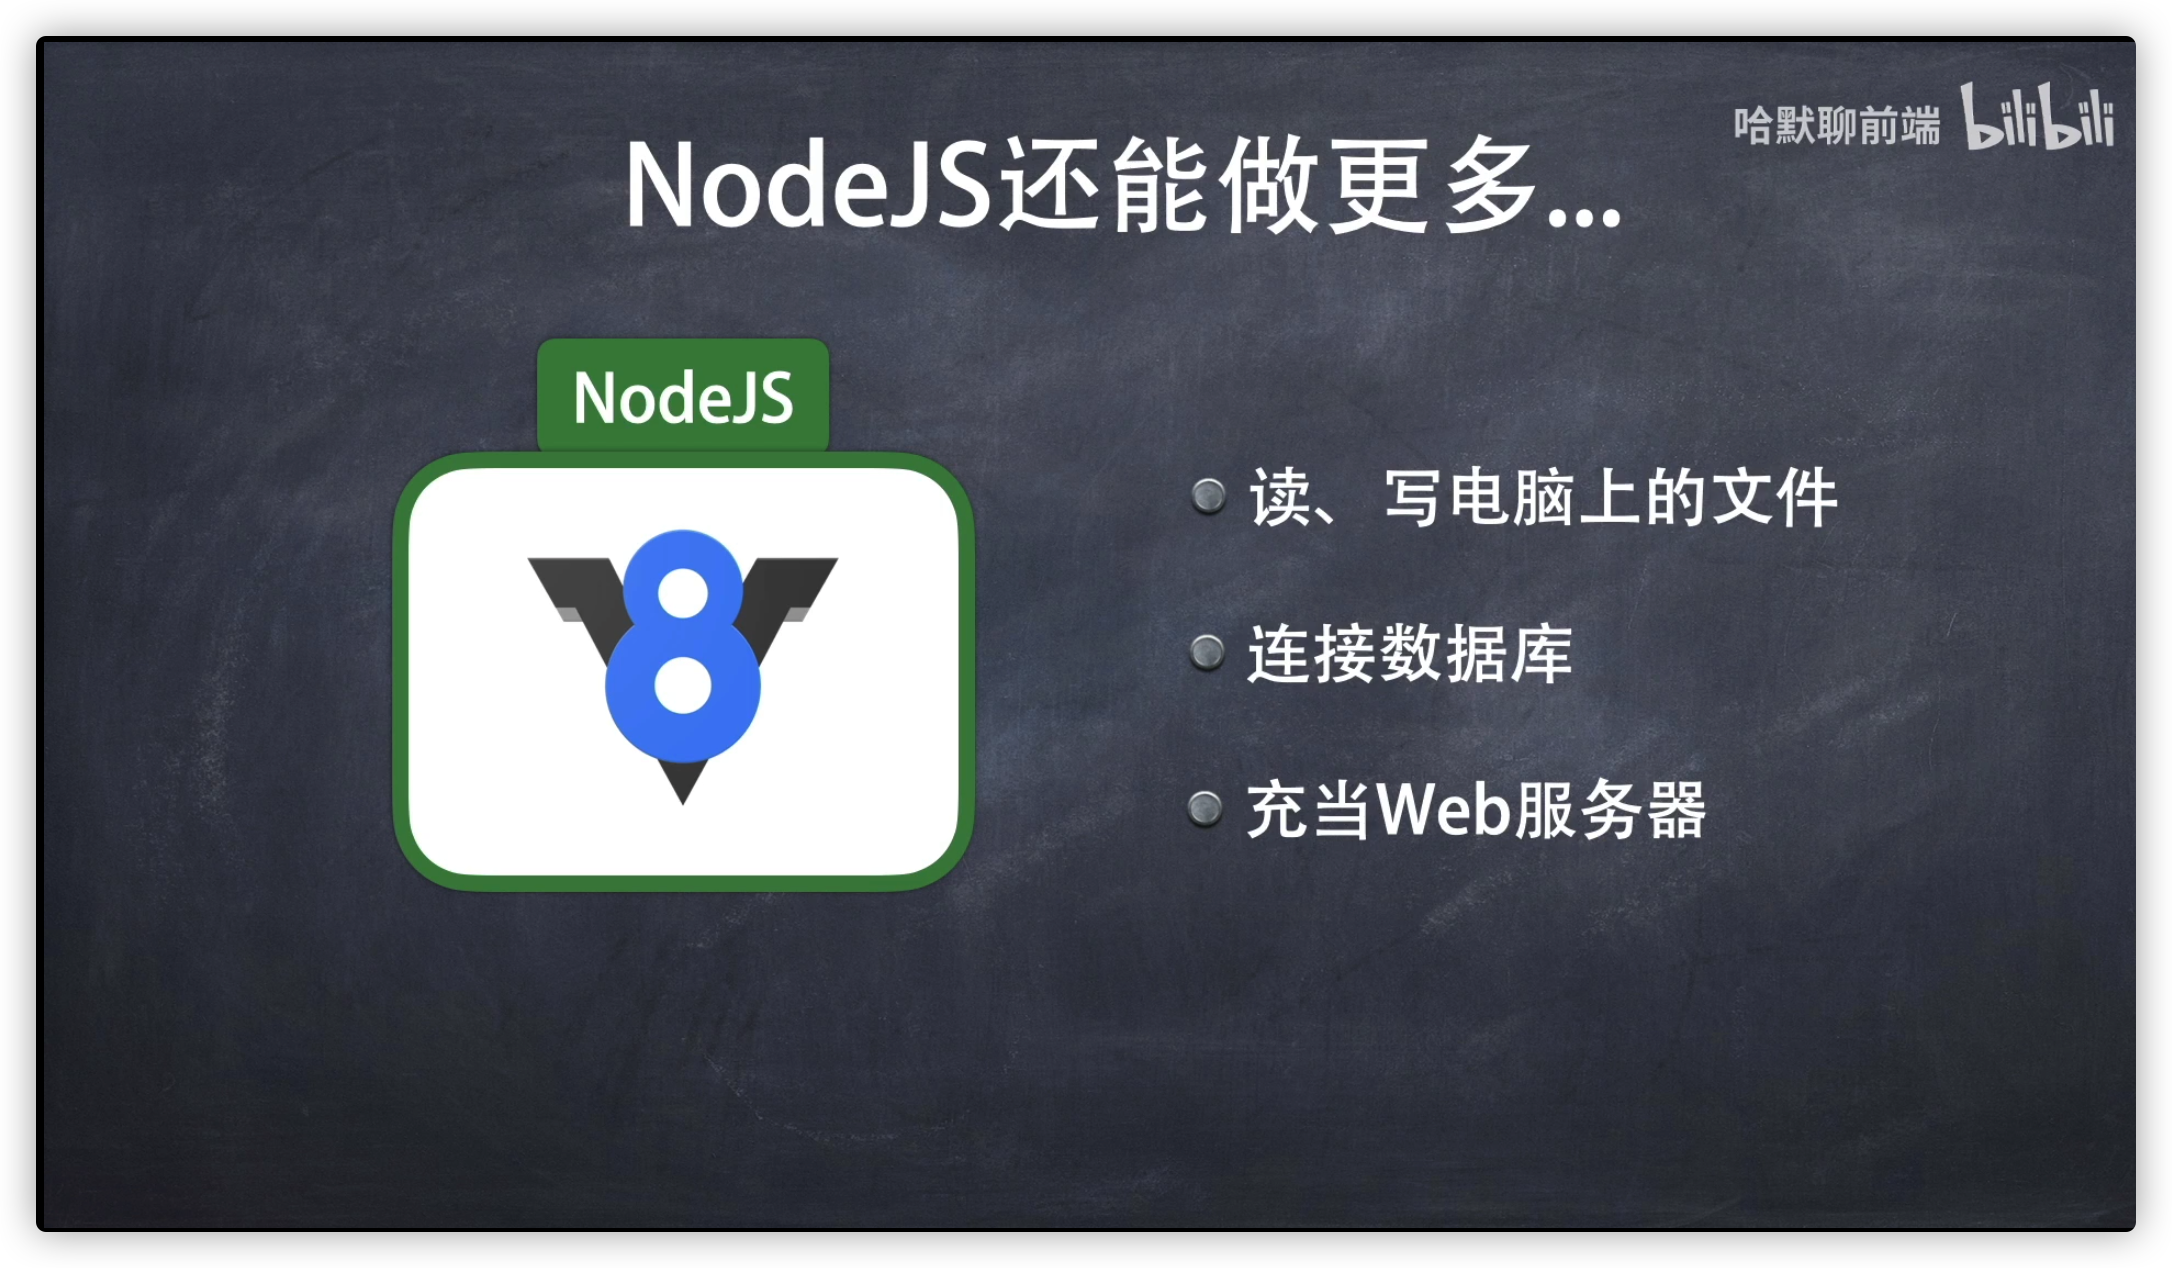 哈默聊前端 bilibili
NodeJS还能做更多...
NodeJS
V8
读、写电脑上的文件
连接数据库
充当Web服务器